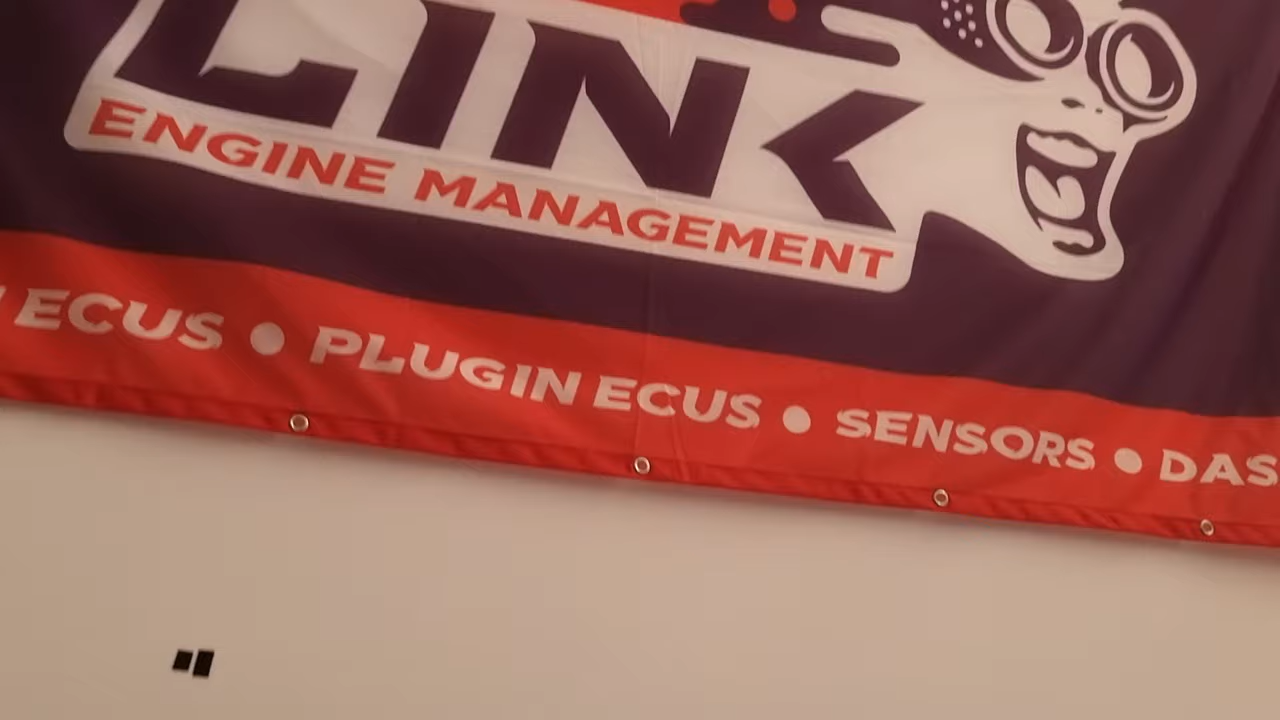 LINK
ENGINE MANAGEMENT
ECUS ● PLUGIN ECUS ● SENSORS ● DAS